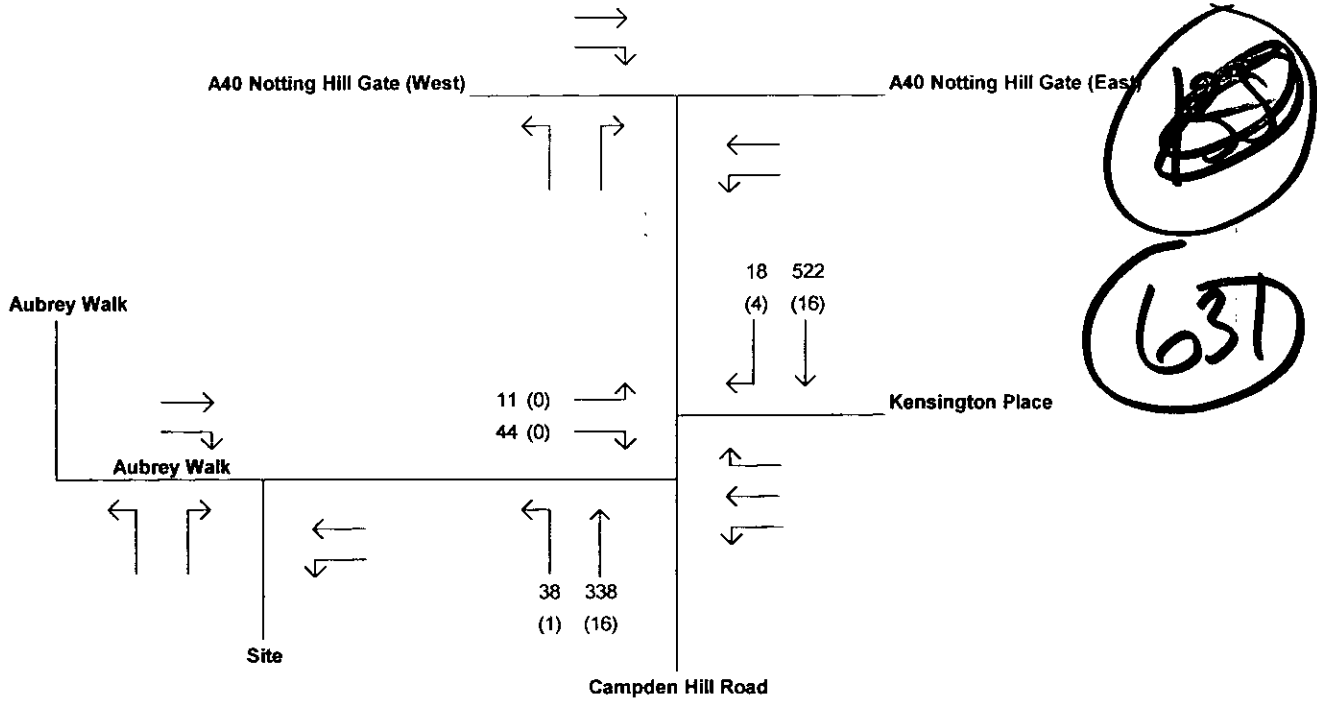 A40 Notting Hill Gate (West)
A40 Notting Hill Gate (East)
18 522
(4) (16)
631
Aubrey Walk
11 (0)
44 (0)
Kensington Place
Aubrey Walk
38 338
(1) (16)
Site
Campden Hill Road